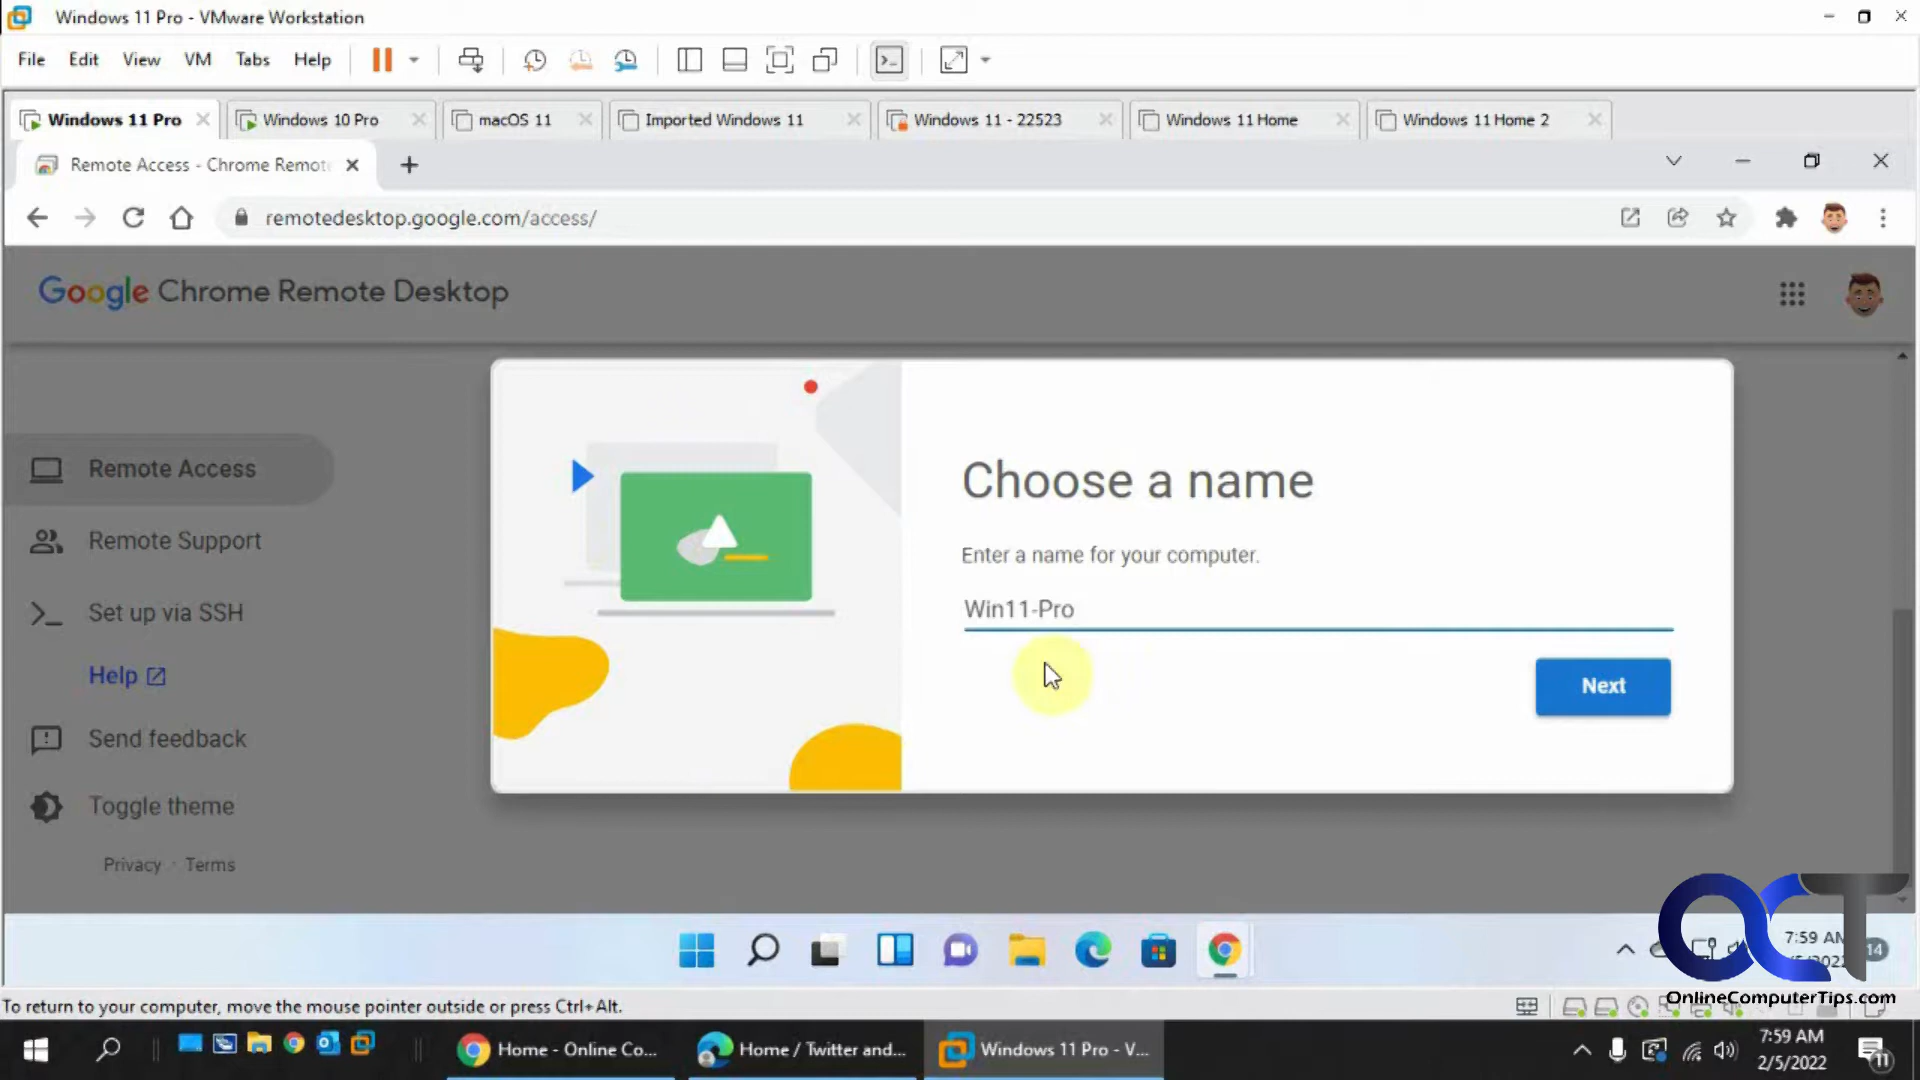 Windows 11 Pro - VMware Workstation
File Edit View VM Tabs Help
Windows 11 Pro Windows 10 Pro macOS 11 Imported Windows 11 Windows 11 - 22523 Windows 11 Home Windows 11 Home 2
Remote Access - Chrome Remot
remotedesktop.google.com/access/
Google Chrome Remote Desktop
Remote Access
Remote Support
Set up via SSH
Help
Send feedback
Toggle theme
Privacy · Terms
Choose a name
Enter a name for your computer.
Win11-Pro
Next
7:59 AM
14
OCT
OnlineComputerTips.com
To return to your computer, move the mouse pointer outside or press Ctrl+Alt.
Home - Online Co... Home / Twitter and... Windows 11 Pro - V...
7:59 AM
2/5/2022
11